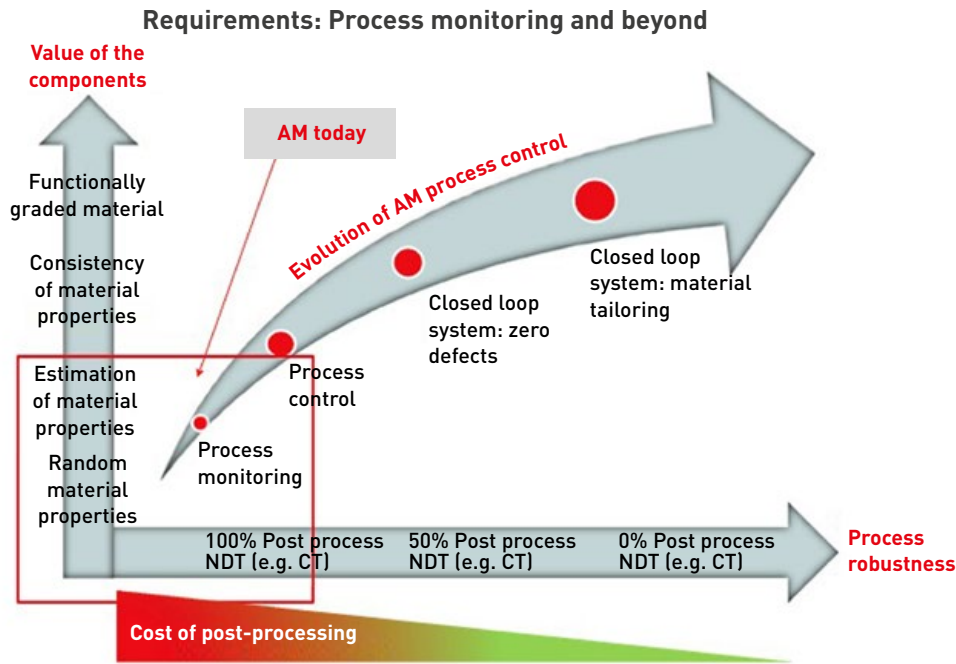 Requirements: Process monitoring and beyond
Value of the
components
AM today
Evolution of AM process control
Functionally
graded material
Consistency
of material
properties
Estimation
of material
properties
Random
material
properties
Closed loop
system: material
tailoring
Closed loop
system: zero
defects
Process
control
Process
monitoring
100% Post process
NDT (e.g. CT)
50% Post process
NDT (e.g. CT)
0% Post process
NDT (e.g. CT)
Process
robustness
Cost of post-processing